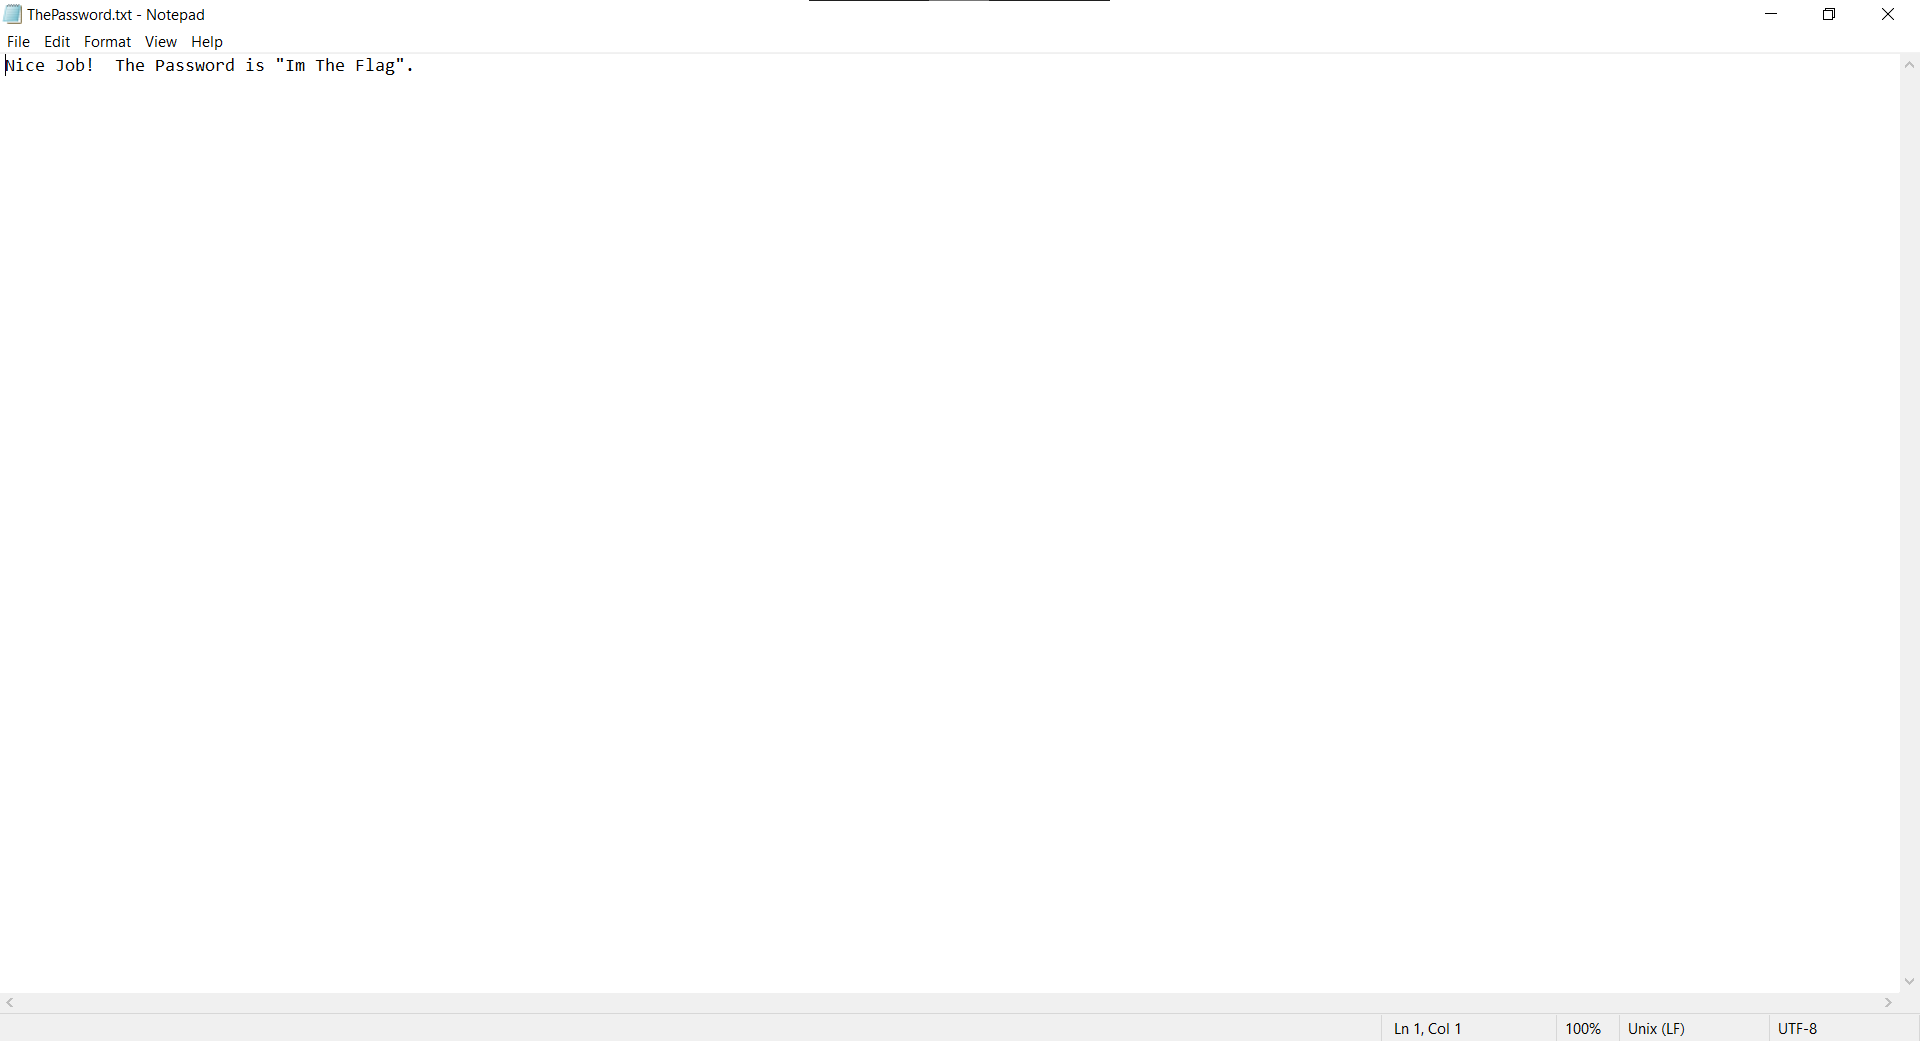 ThePassword.txt - Notepad
File Edit Format View Help
Nice Job!  The Password is "Im The Flag".
Ln 1, Col 1 100% Unix (LF) UTF-8